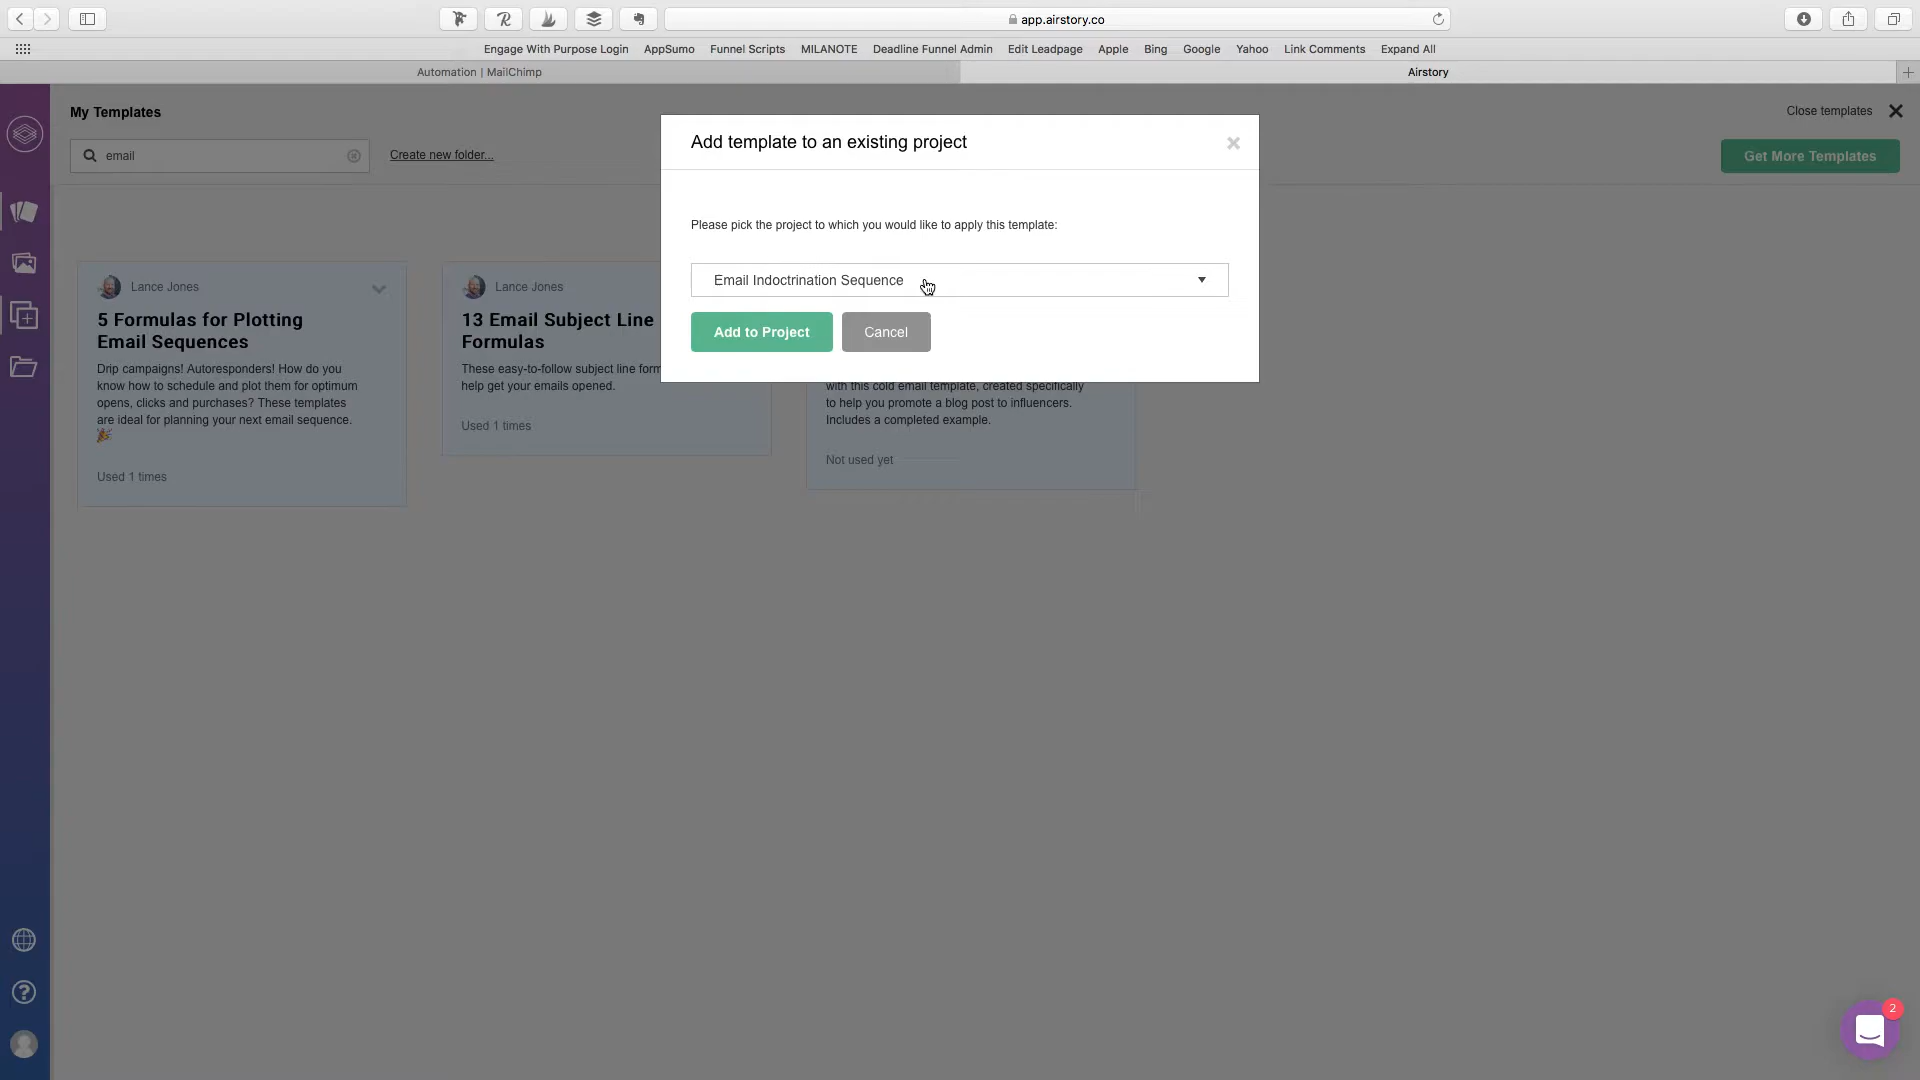 app.airstory.co
Engage With Purpose Login AppSumo Funnel Scripts MILANOTE Deadline Funnel Admin Edit Leadpage Apple Bing Google Yahoo Link Comments Expand All
Automation | MailChimp
Airstory
My Templates
Close templates
email
Create new folder...
Get More Templates
Add template to an existing project
Please pick the project to which you would like to apply this template:
Email Indoctrination Sequence
Add to Project
Cancel
Lance Jones
5 Formulas for Plotting
Email Sequences
Drip campaigns! Autoresponders! How do you
know how to schedule and plot them for optimum
opens, clicks and purchases? These templates
are ideal for planning your next email sequence.
Used 1 times
Lance Jones
13 Email Subject Line
Formulas
These easy-to-follow subject line form
help get your emails opened.
Used 1 times
with this cold email template, created specifically
to help you promote a blog post to influencers.
Includes a completed example.
Not used yet
2